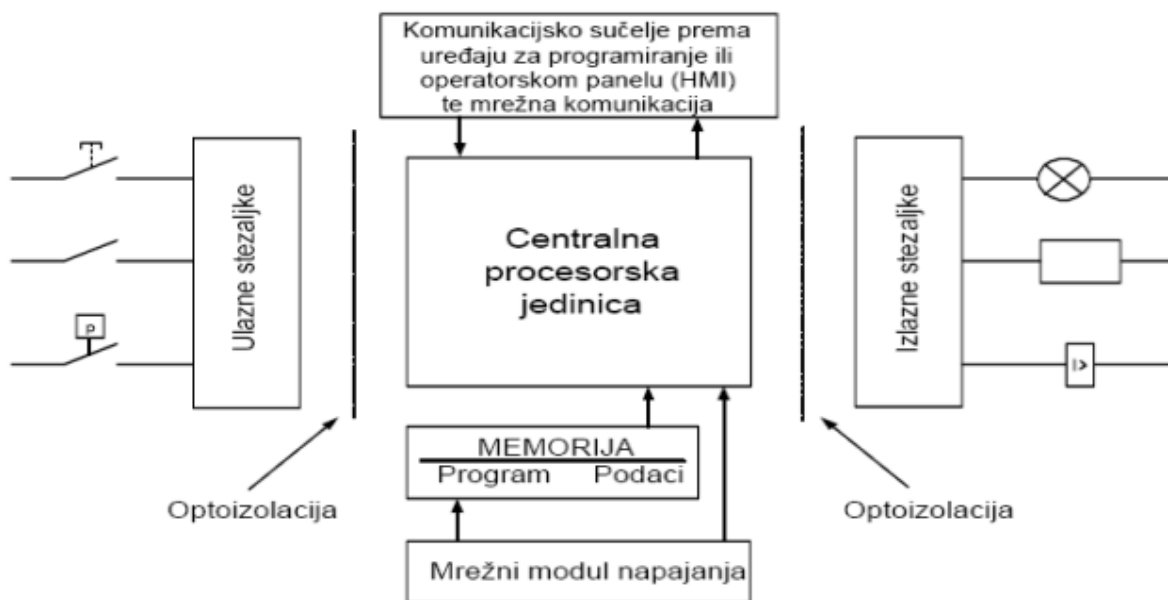 Komunikacijsko sučelje prema
uređaju za programiranje ili
operatorskom panelu (HMI)
te mrežna komunikacija
Ulazne stezaljke
Centralna
procesorska
jedinica
Izlazne stezaljke
p
I>
MEMORIJA
Program Podaci
Optoizolacija
Optoizolacija
Mrežni modul napajanja